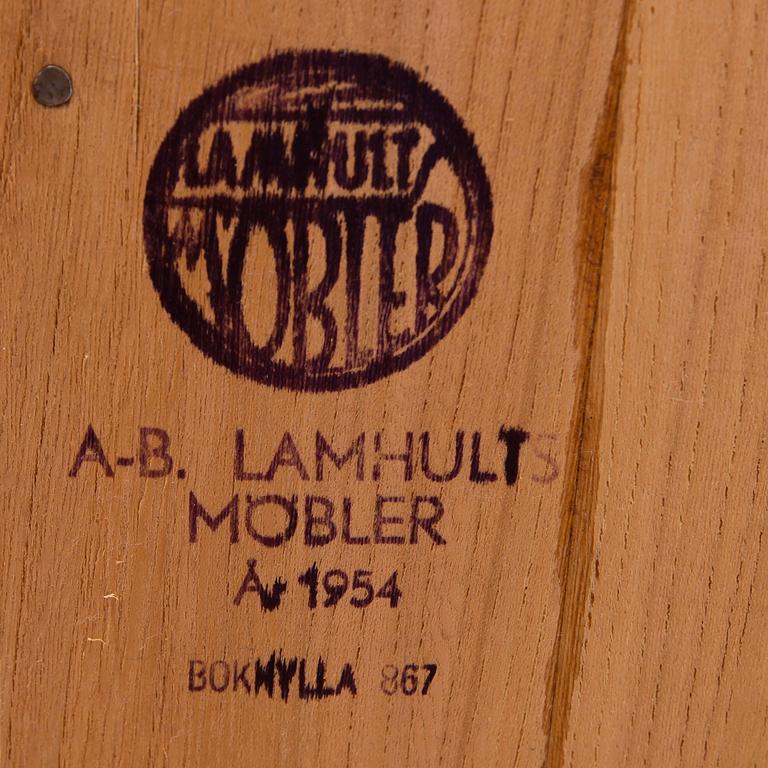 LAMHULTS
MÖBLER
A-B. LAMHULTS
MÖBLER
År 1954
BOKHYLLA 867